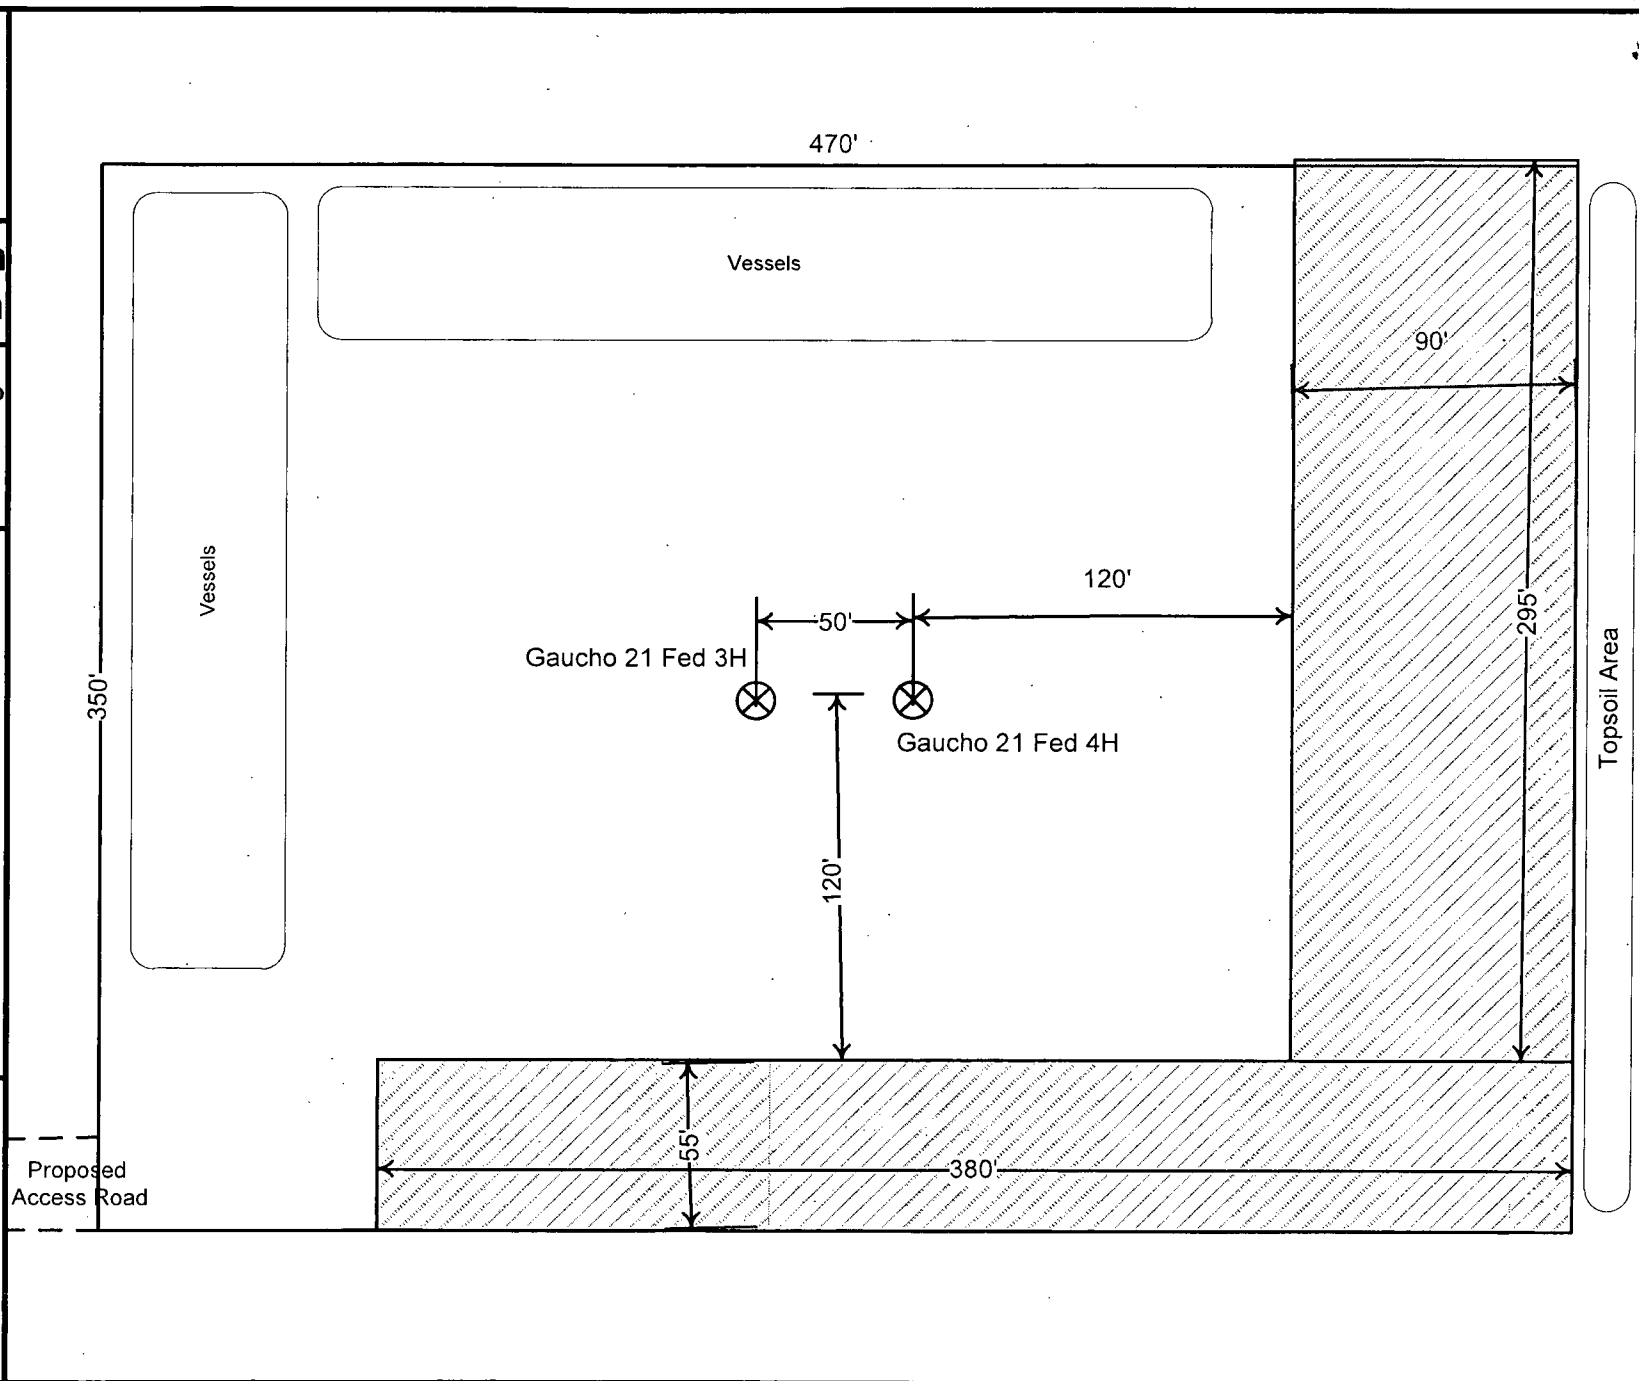 470'
Vessels
90'
Vessels
120'
50'
295'
Gaucho 21 Fed 3H
350'
Topsoil Area
Gaucho 21 Fed 4H
120'
55'
380'
Proposed
Access Road